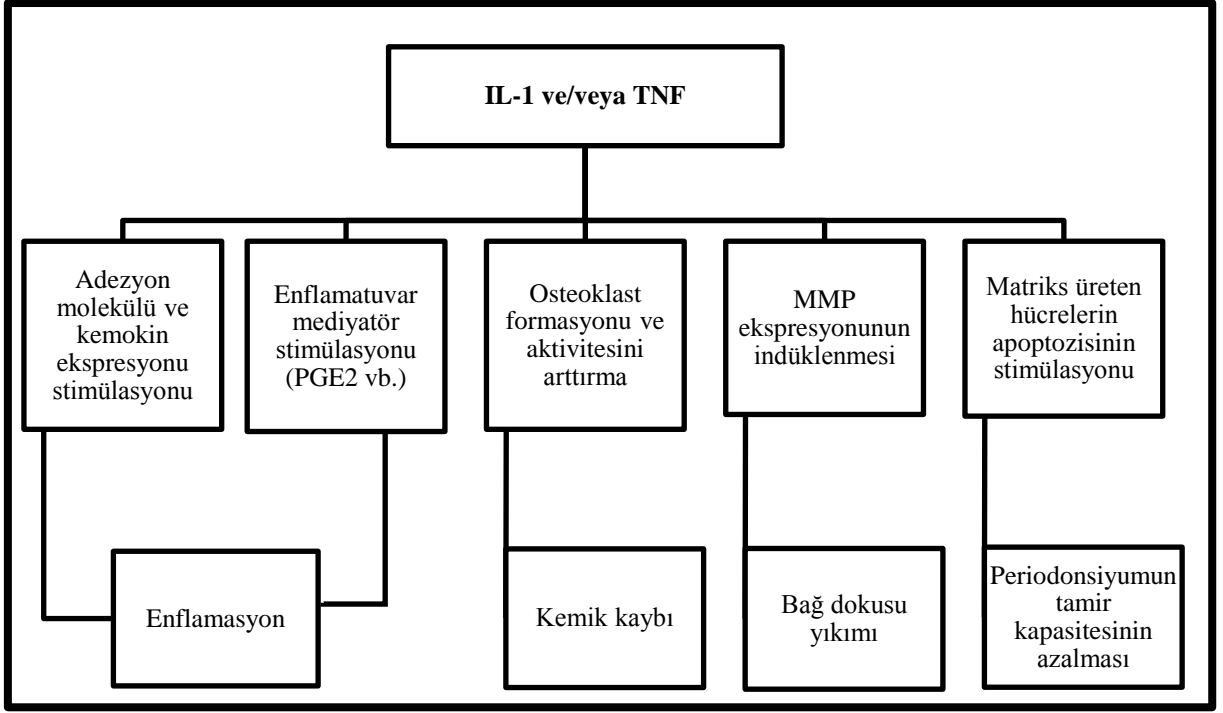 IL-1 ve/veya TNF
Adezyon
molekülü ve
kemokin
ekspresyonu
stimülasyonu
Enflamatuvar
mediyatör
stimülasyonu
(PGE2 vb.)
Osteoklast
formasyonu ve
aktivitesini
arttırma
MMP
ekspresyonunun
indüklenmesi
Matriks üreten
hücrelerin
apoptozisinin
stimülasyonu
Enflamasyon
Kemik kaybı
Bağ dokusu
yıkımı
Periodonsiyumun
tamir
kapasitesinin
azalması